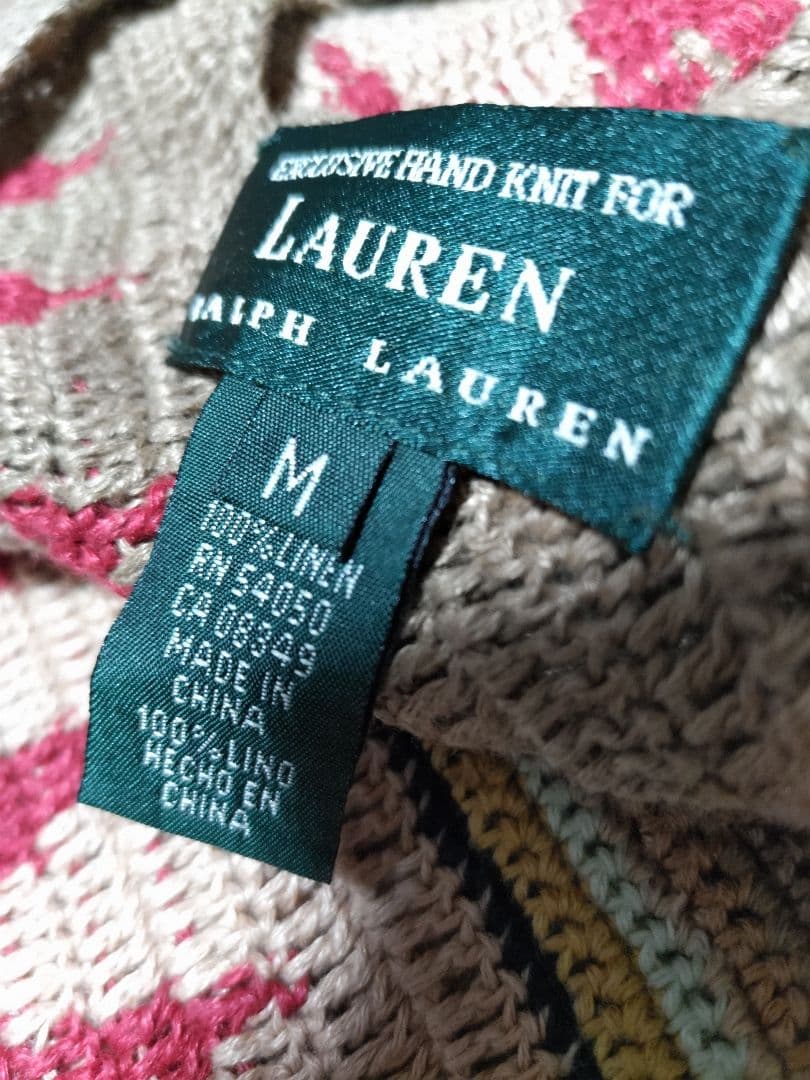 EXCLUSIVE HAND KNIT FOR
LAUREN
RALPH LAUREN
M
100% LINEN
RN 54050
CA 08349
MADE IN
CHINA
100% LINO
HECHO EN
CHINA